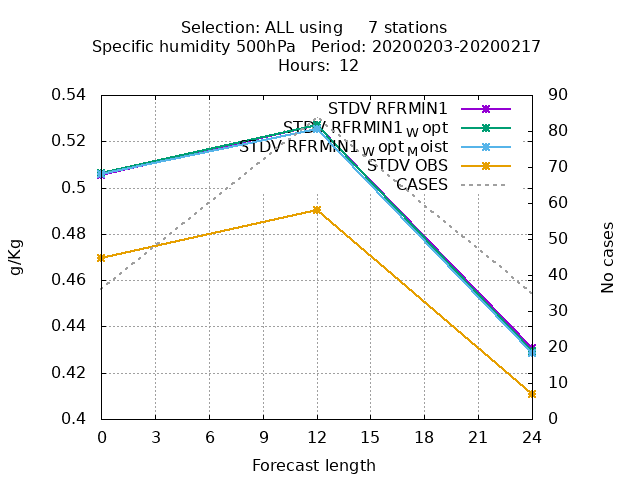 Selection: ALL using 7 stations
Specific humidity 500hPa Period: 20200203-20200217
Hours: 12
0.54
0.52
0.5
0.48
0.46
0.44
0.42
0.4
g/Kg
STDV RFRMIN1
STDV RFRMIN1 W opt
STDV RFRMIN1 W opt M oist
STDV OBS
CASES
90
80
70
60
50
40
30
20
10
0
No cases
0 3 6 9 12 15 18 21 24
Forecast length